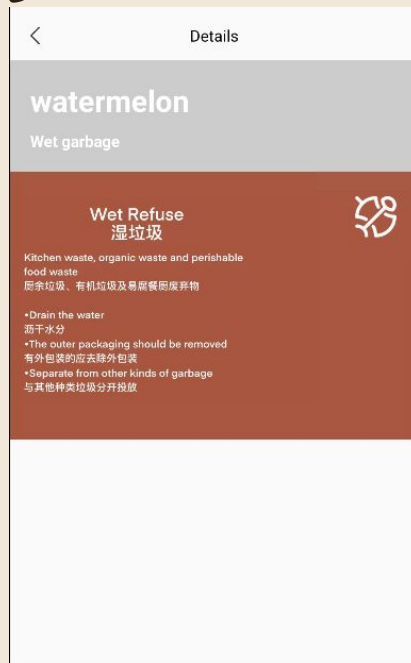 Details
watermelon
Wet garbage
Wet Refuse
湿垃圾
Kitchen waste, organic waste and perishable
food waste
厨余垃圾、有机垃圾及易腐餐厨废弃物
•Drain the water
沥干水分
•The outer packaging should be removed
有外包装的应去除外包装
•Separate from other kinds of garbage
与其他种类垃圾分开投放